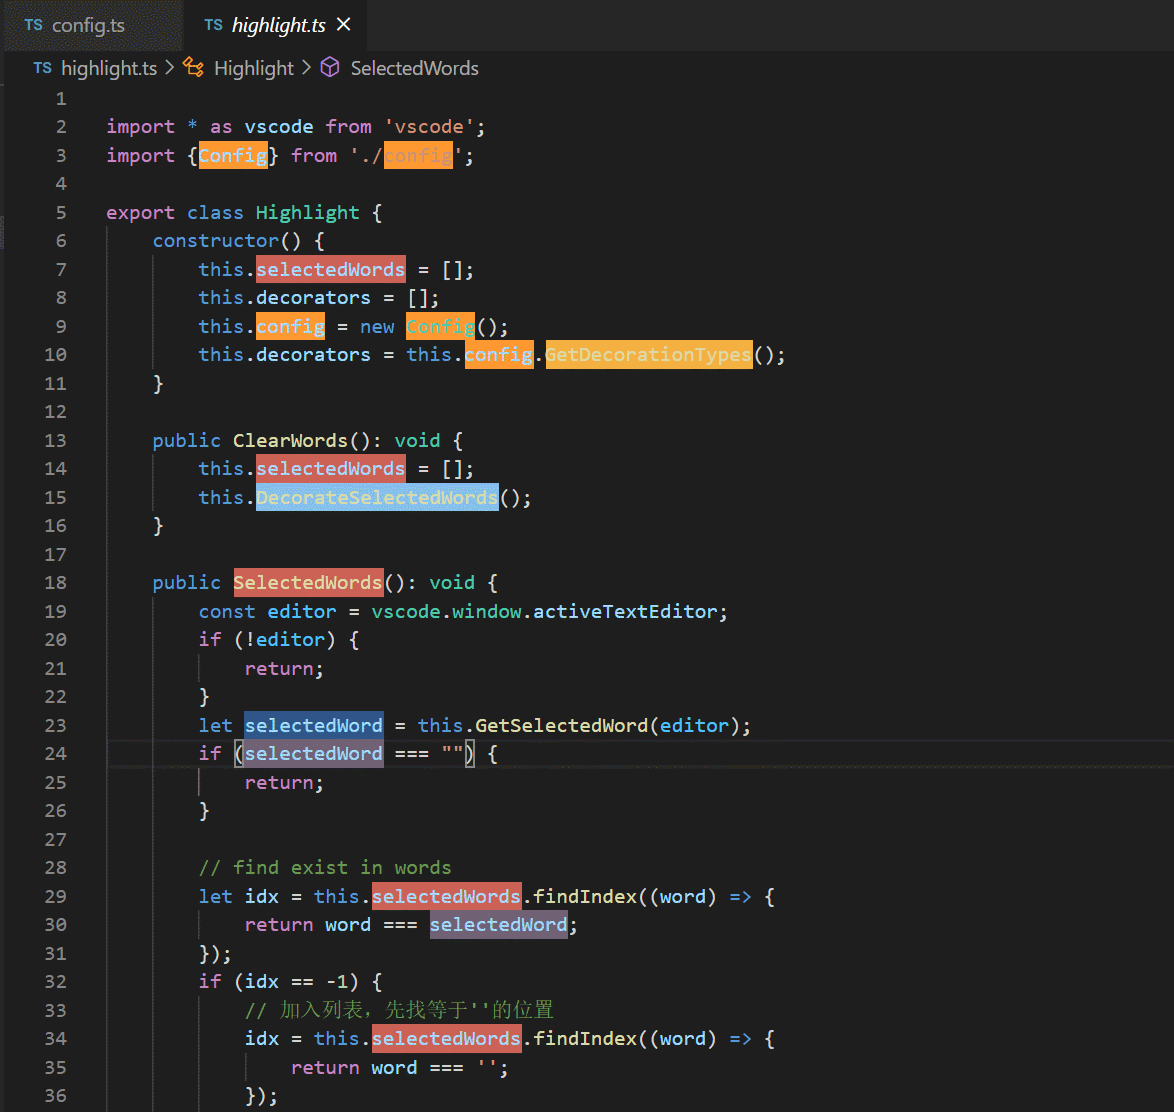 TS config.ts TS highlight.ts ×
TS highlight.ts > Highlight > SelectedWords
1
2 import * as vscode from 'vscode';
3 import {Config} from './config';
4
5 export class Highlight {
6 constructor() {
7 this.selectedWords = [];
8 this.decorators = [];
9 this.config = new Config();
10 this.decorators = this.config.GetDecorationTypes();
11 }
12
13 public ClearWords(): void {
14 this.selectedWords = [];
15 this.DecorateSelectedWords();
16 }
17
18 public SelectedWords(): void {
19 const editor = vscode.window.activeTextEditor;
20 if (!editor) {
21 return;
22 }
23 let selectedWord = this.GetSelectedWord(editor);
24 if (selectedWord === "") {
25 return;
26 }
27
28 // find exist in words
29 let idx = this.selectedWords.findIndex((word) => {
30 return word === selectedWord;
31 });
32 if (idx == -1) {
33 // 加入列表，先找等于''的位置
34 idx = this.selectedWords.findIndex((word) => {
35 return word === '';
36 });